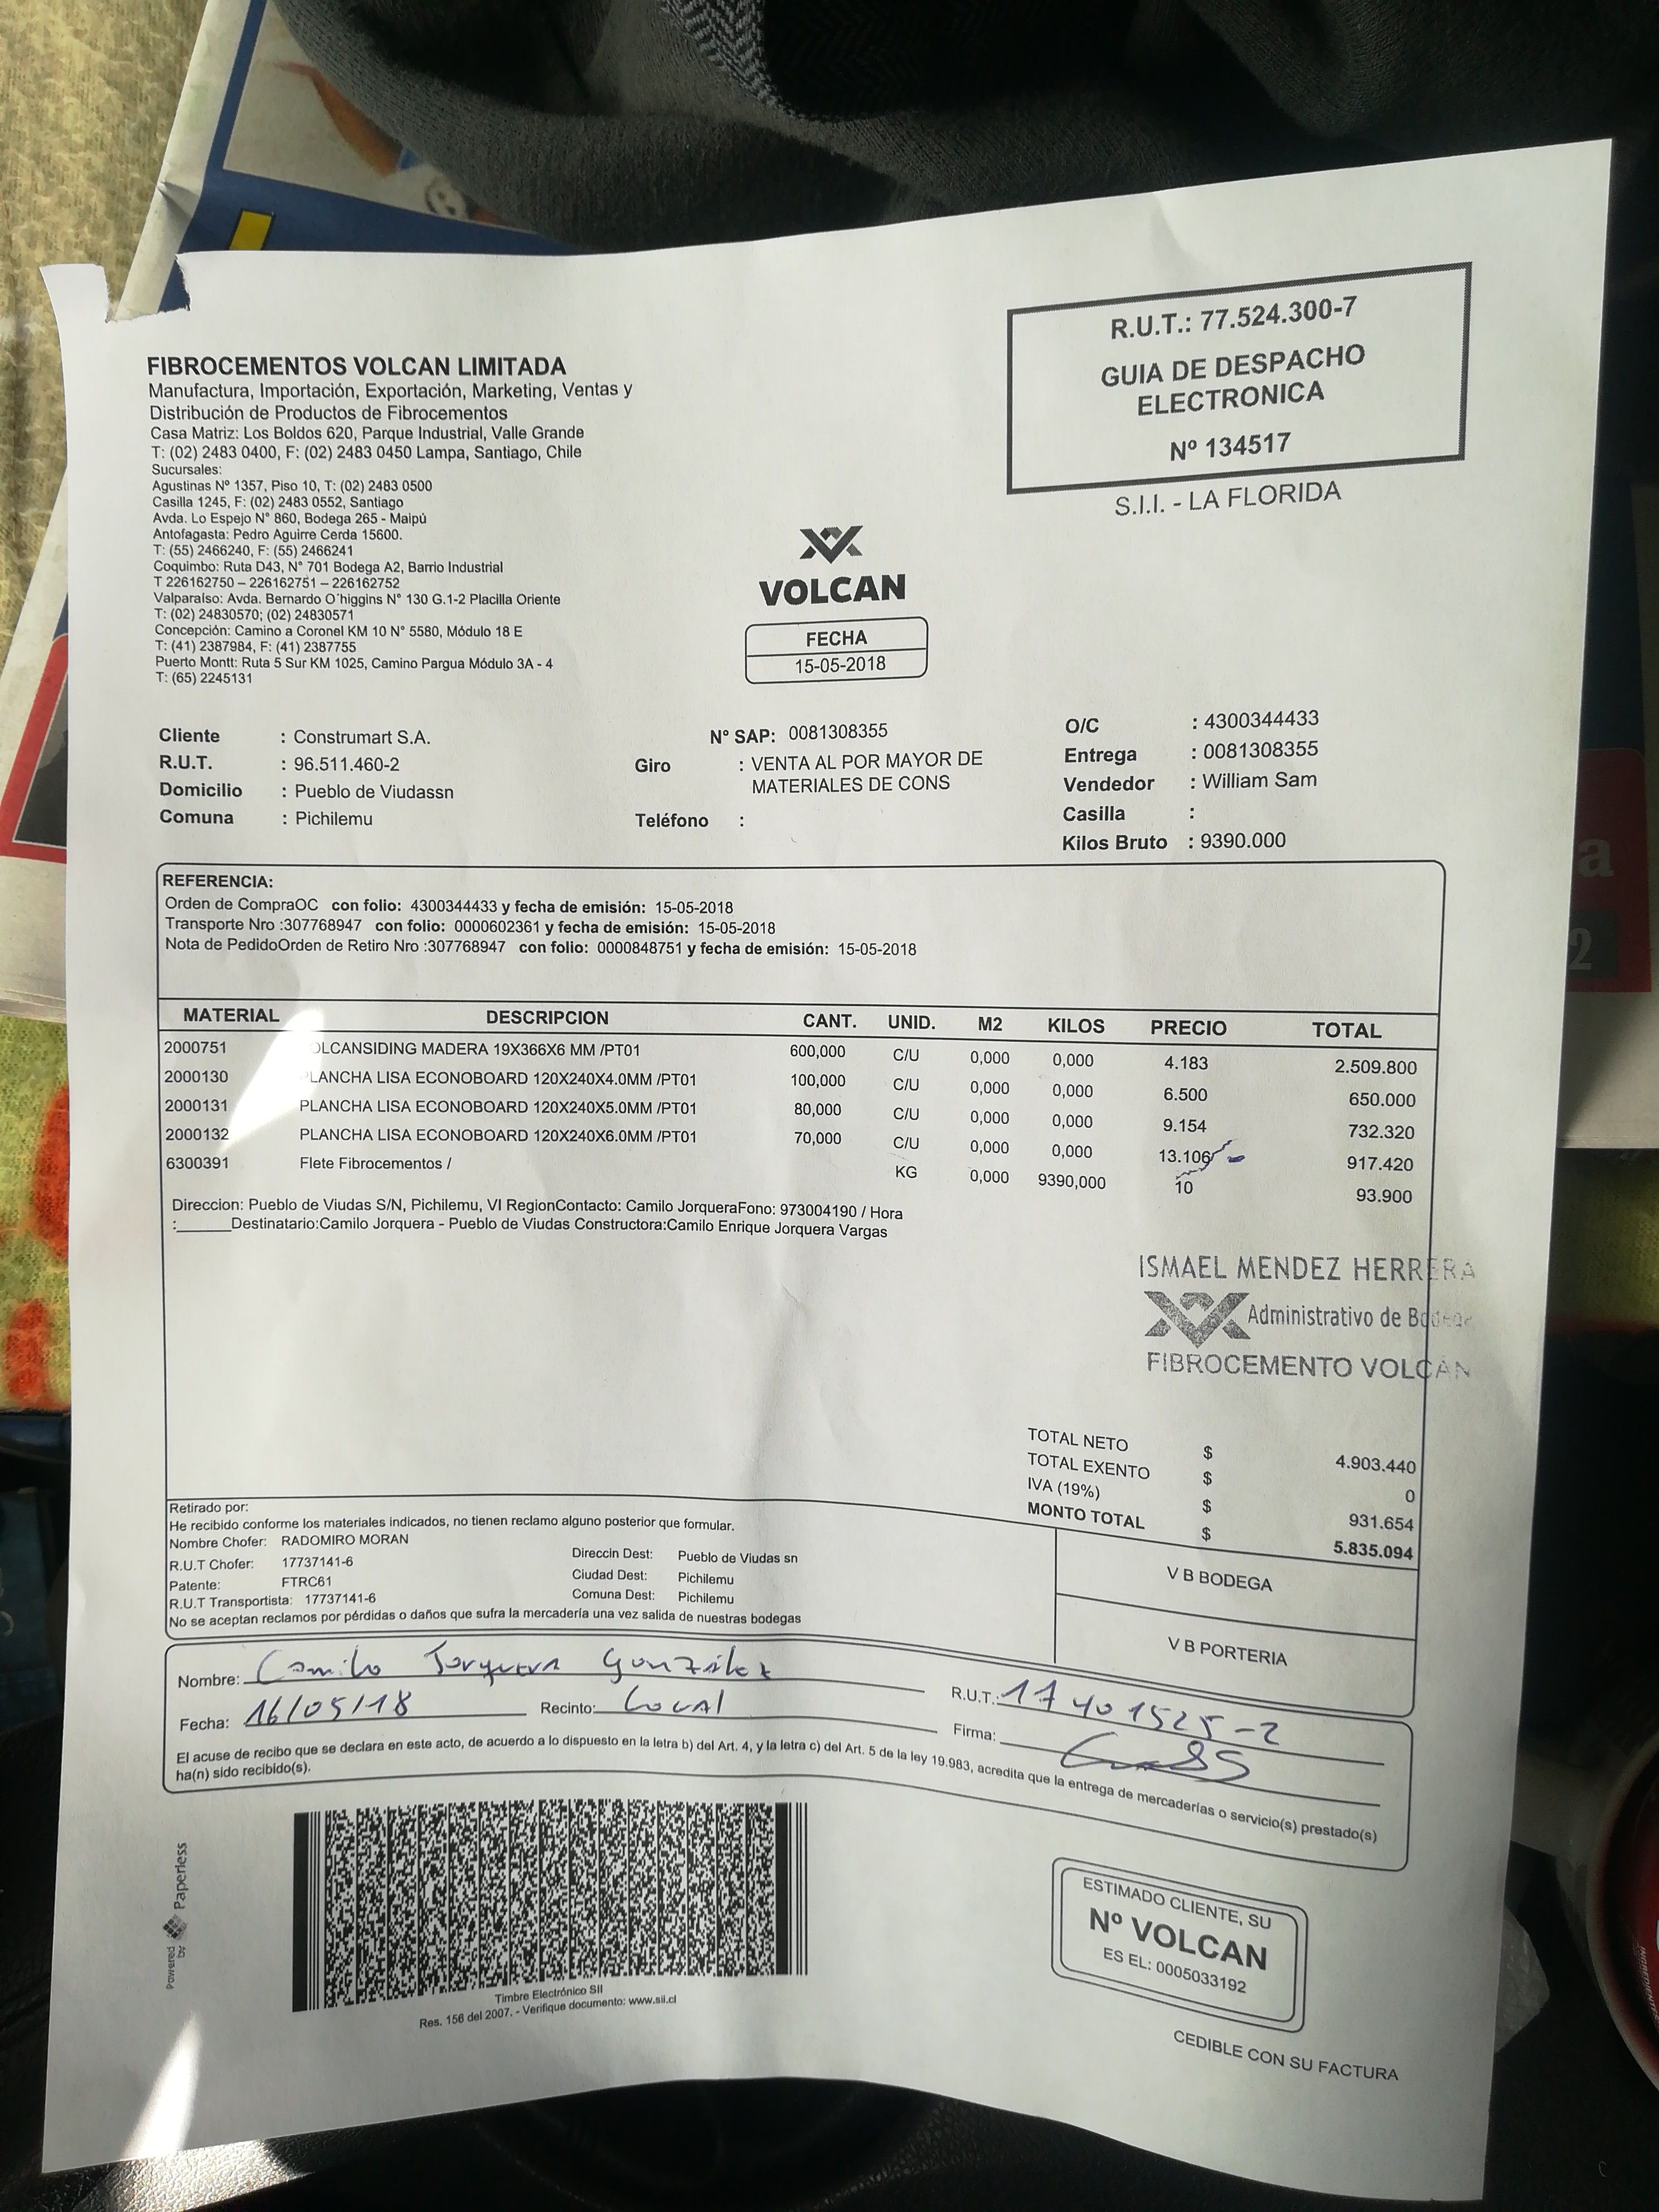 R.U.T.: 77.524.300-7
GUIA DE DESPACHO
ELECTRONICA
Nº 134517
S.I.I. - LA FLORIDA
FIBROCEMENTOS VOLCAN LIMITADA
Manufactura, Importación, Exportación, Marketing, Ventas y
Distribución de Productos de Fibrocementos
Casa Matriz: Los Boldos 620, Parque Industrial, Valle Grande
T: (02) 2483 0400, F: (02) 2483 0450 Lampa, Santiago, Chile
Sucursales:
Agustinas Nº 1357, Piso 10, T: (02) 2483 0500
Casilla 1245, F: (02) 2483 0552, Santiago
Avda. Lo Espejo N° 860, Bodega 265 - Maipú
Antofagasta: Pedro Aguirre Cerda 15600.
T: (55) 2466240, F: (55) 2466241
Coquimbo: Ruta D43, N° 701 Bodega A2, Barrio Industrial
T 226162750 – 226162751 – 226162752
Valparaíso: Avda. Bernardo O´higgins N° 130 G.1-2 Placilla Oriente
T: (02) 24830570; (02) 24830571
Concepción: Camino a Coronel KM 10 N° 5580, Módulo 18 E
T: (41) 2387984, F: (41) 2387755
Puerto Montt: Ruta 5 Sur KM 1025, Camino Pargua Módulo 3A - 4
T: (65) 2245131
VOLCAN
FECHA
15-05-2018
Cliente : Construmart S.A.
R.U.T. : 96.511.460-2
Domicilio : Pueblo de Viudassn
Comuna : Pichilemu
N° SAP: 0081308355
Giro : VENTA AL POR MAYOR DE
MATERIALES DE CONS
Teléfono :
O/C : 4300344433
Entrega : 0081308355
Vendedor : William Sam
Casilla :
Kilos Bruto : 9390.000
REFERENCIA:
Orden de CompraOC con folio: 4300344433 y fecha de emisión: 15-05-2018
Transporte Nro :307768947 con folio: 0000602361 y fecha de emisión: 15-05-2018
Nota de PedidoOrden de Retiro Nro :307768947 con folio: 0000848751 y fecha de emisión: 15-05-2018
MATERIAL DESCRIPCION CANT. UNID. M2 KILOS PRECIO TOTAL
2000751 OLCANSIDING MADERA 19X366X6 MM /PT01 600,000 C/U 0,000 0,000 4.183 2.509.800
2000130 PLANCHA LISA ECONOBOARD 120X240X4.0MM /PT01 100,000 C/U 0,000 0,000 6.500 650.000
2000131 PLANCHA LISA ECONOBOARD 120X240X5.0MM /PT01 80,000 C/U 0,000 0,000 9.154 732.320
2000132 PLANCHA LISA ECONOBOARD 120X240X6.0MM /PT01 70,000 C/U 0,000 0,000 13.106 917.420
6300391 Flete Fibrocementos / KG 0,000 9390,000 10 93.900
Direccion: Pueblo de Viudas S/N, Pichilemu, VI RegionContacto: Camilo JorqueraFono: 973004190 / Hora
:______Destinatario:Camilo Jorquera - Pueblo de Viudas Constructora:Camilo Enrique Jorquera Vargas
ISMAEL MENDEZ HERRERA
Administrativo de Bodega
FIBROCEMENTO VOLCAN
TOTAL NETO $ 4.903.440
TOTAL EXENTO $ 0
IVA (19%) $ 931.654
MONTO TOTAL $ 5.835.094
Retirado por:
He recibido conforme los materiales indicados, no tienen reclamo alguno posterior que formular.
Nombre Chofer: RADOMIRO MORAN
R.U.T Chofer: 17737141-6
Patente: FTRC61
R.U.T Transportista: 17737141-6
Direccin Dest: Pueblo de Viudas sn
Ciudad Dest: Pichilemu
Comuna Dest: Pichilemu
No se aceptan reclamos por pérdidas o daños que sufra la mercadería una vez salida de nuestras bodegas
V B BODEGA
V B PORTERIA
Nombre: Camilo Jorquera González
R.U.T.: 17401525-2
Fecha: 16/05/18 Recinto: Local
Firma:
El acuse de recibo que se declara en este acto, de acuerdo a lo dispuesto en la letra b) del Art. 4, y la letra c) del Art. 5 de la ley 19.983, acredita que la entrega de mercaderías o servicio(s) prestado(s)
ha(n) sido recibido(s).
Powered by Paperless
Timbre Electrónico SII
Res. 156 del 2007. - Verifique documento: www.sii.cl
ESTIMADO CLIENTE, SU
Nº VOLCAN
ES EL: 0005033192
CEDIBLE CON SU FACTURA